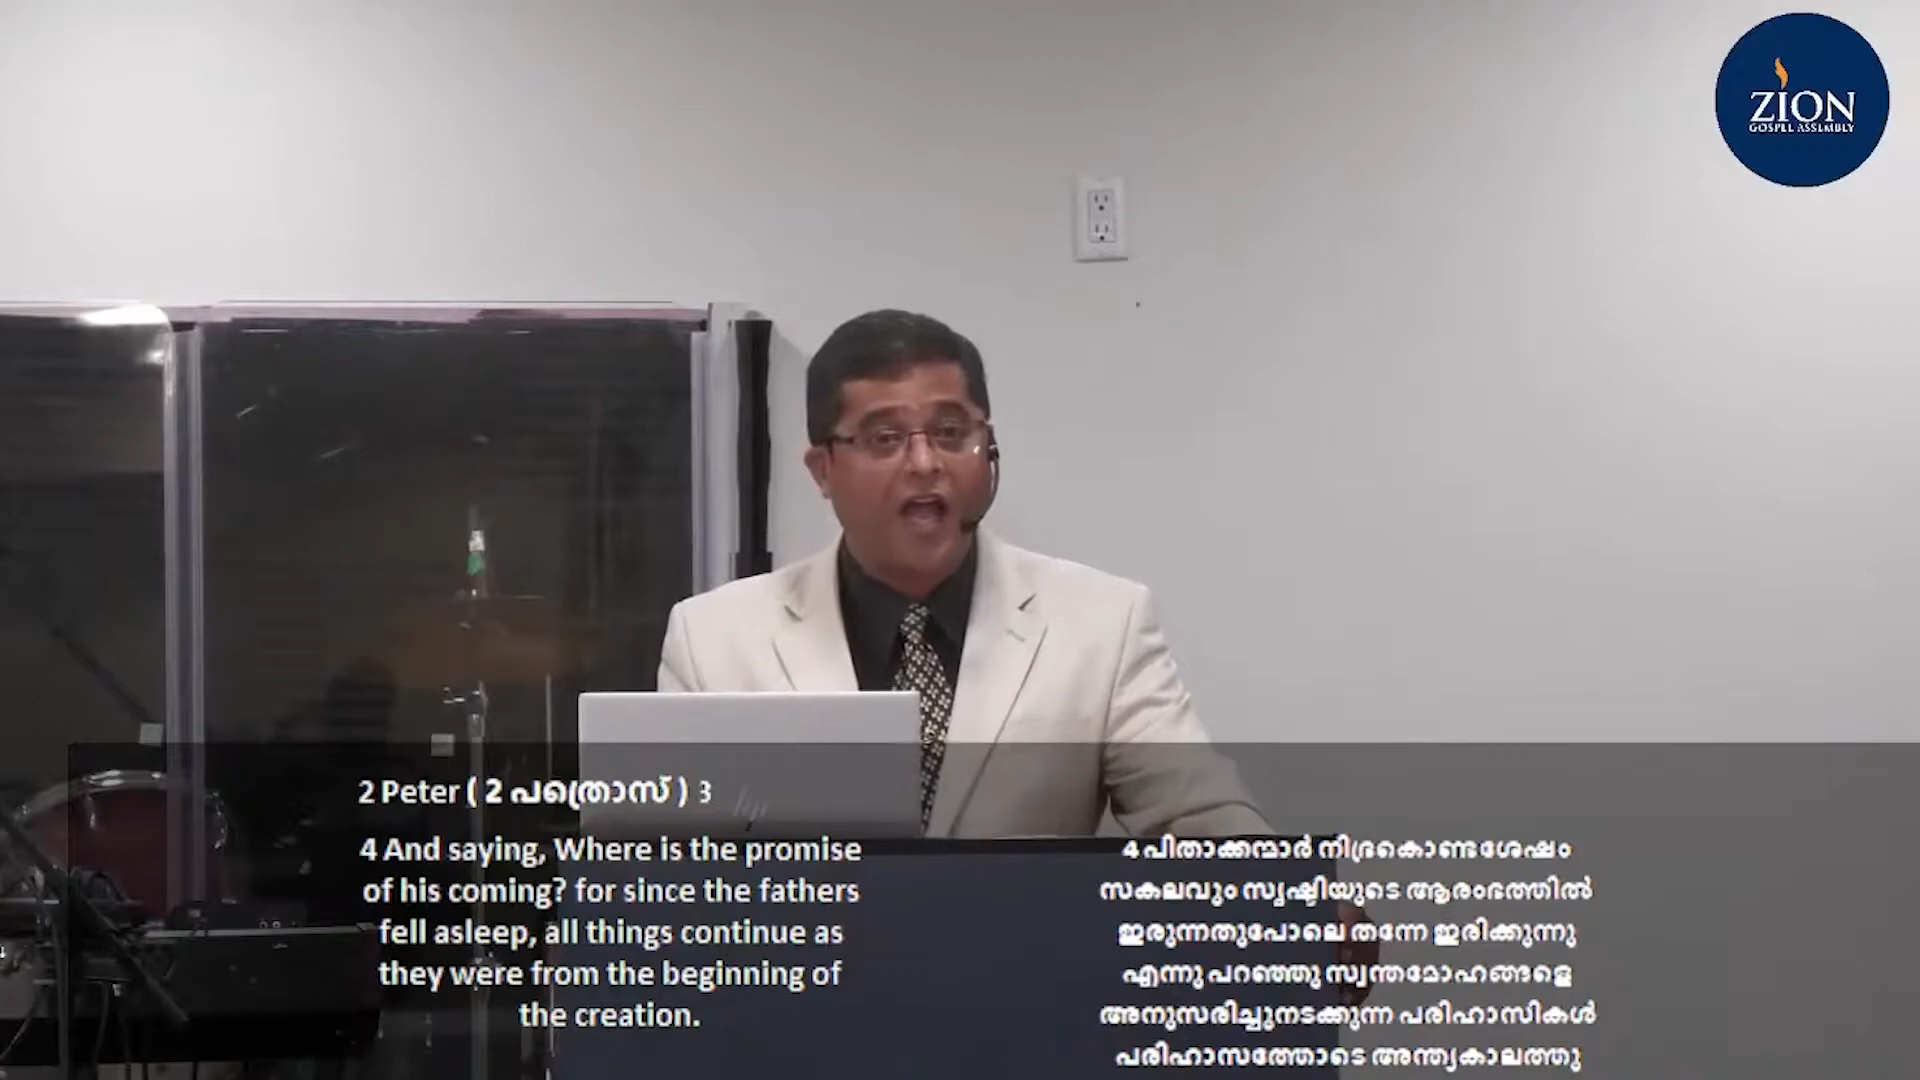 ZION
GOSPEL ASSEMBLY
2 Peter ( 2 പത്രൊസ് ) 3
4 And saying, Where is the promise
of his coming? for since the fathers
fell asleep, all things continue as
they were from the beginning of
the creation.
4 പിതാക്കന്മാർ നിദ്രകൊണ്ടശേഷം
സകലവും സൃഷ്ടിയുടെ ആരംഭത്തിൽ
ഇരുന്നതുപോലെ തന്നേ ഇരിക്കുന്നു
എന്നു പറഞ്ഞു സ്വന്തമോഹങ്ങളെ
അനുസരിച്ചുനടക്കുന്ന പരിഹാസികൾ
പരിഹാസത്തോടെ അന്ത്യകാലത്തു
hp